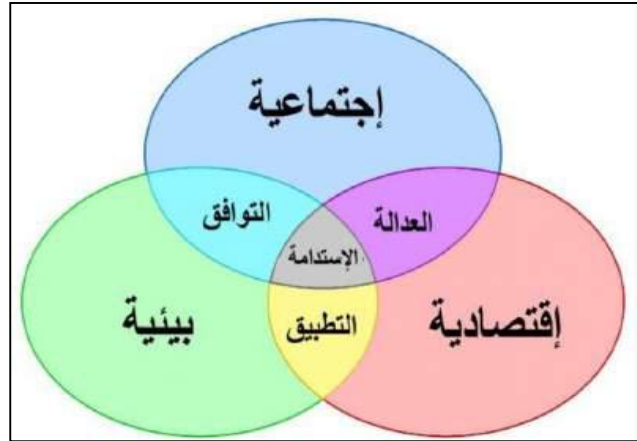 إجتماعية
العدالة
التوافق
الإستدامة
إقتصادية
بيئية
التطبيق